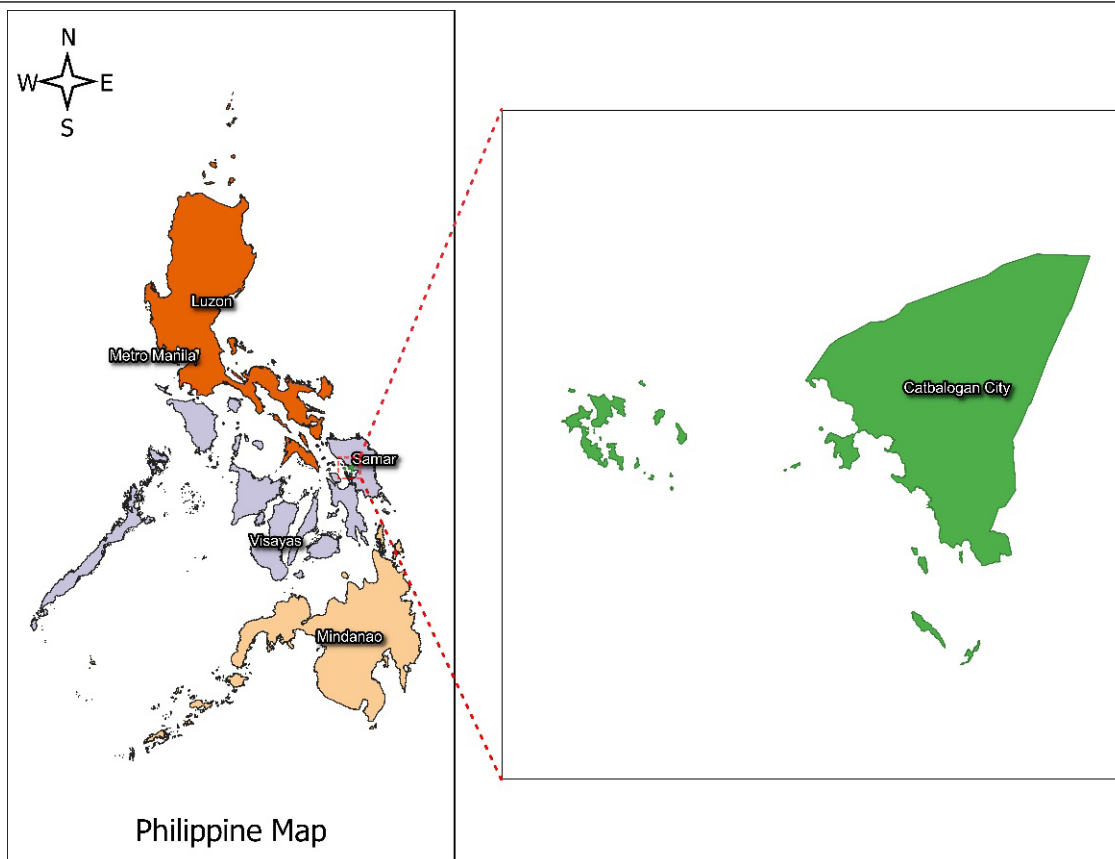 N
W E
S
Luzon
Metro Manila
Samar
Visayas
Mindanao
Philippine Map
Catbalogan City